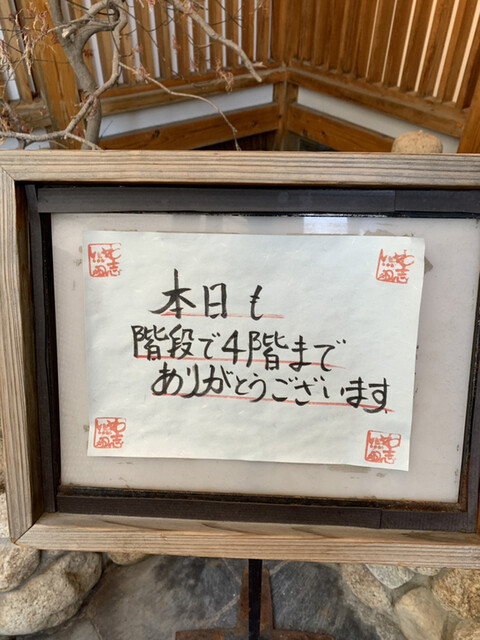 本日も
階段で4階まで
ありがとうございます